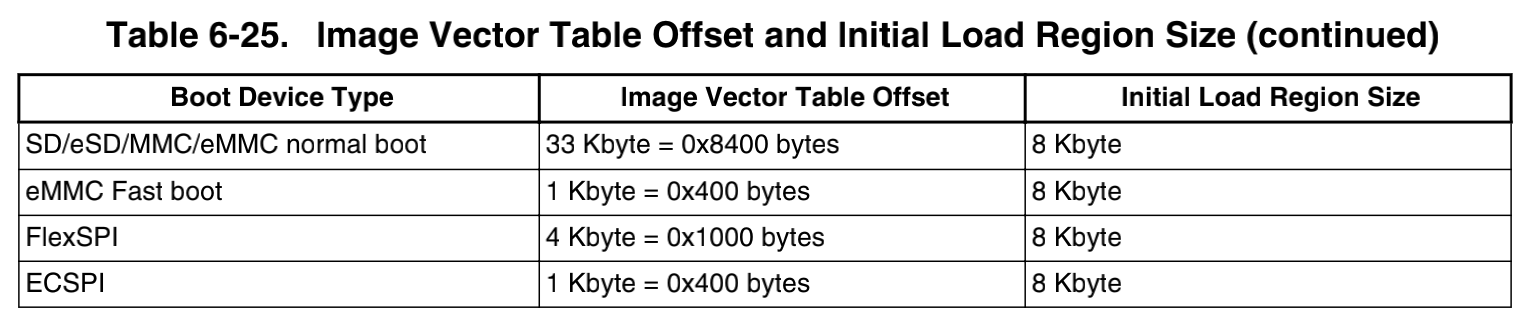 Table 6-25. Image Vector Table Offset and Initial Load Region Size (continued)
Boot Device Type Image Vector Table Offset Initial Load Region Size
SD/eSD/MMC/eMMC normal boot 33 Kbyte = 0x8400 bytes 8 Kbyte
eMMC Fast boot 1 Kbyte = 0x400 bytes 8 Kbyte
FlexSPI 4 Kbyte = 0x1000 bytes 8 Kbyte
ECSPI 1 Kbyte = 0x400 bytes 8 Kbyte